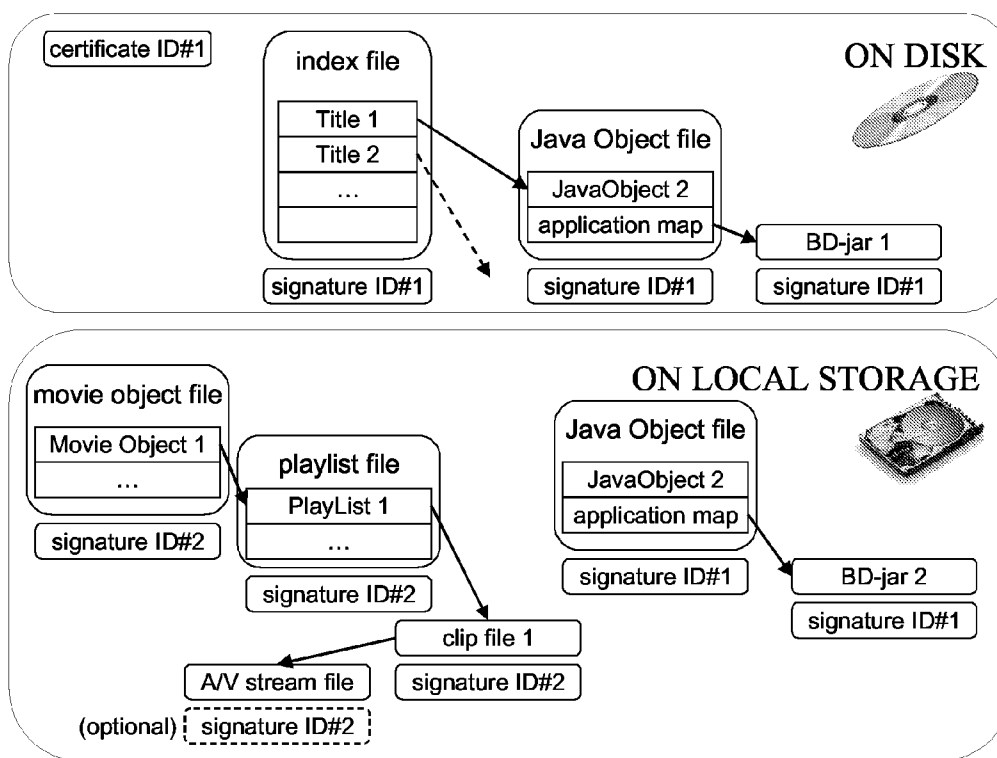 certificate ID#1
ON DISK
index file
Title 1
Title 2
...
Java Object file
JavaObject 2
application map
BD-jar 1
signature ID#1
signature ID#1
signature ID#1
ON LOCAL STORAGE
movie object file
Movie Object 1
...
signature ID#2
playlist file
PlayList 1
...
signature ID#2
clip file 1
signature ID#2
A/V stream file
(optional) signature ID#2
Java Object file
JavaObject 2
application map
signature ID#1
BD-jar 2
signature ID#1